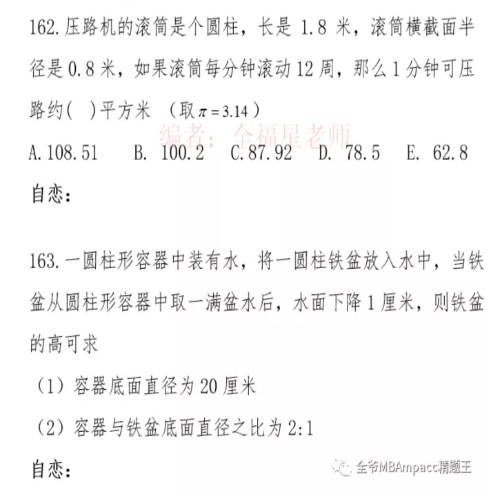 162.压路机的滚筒是个圆柱，长是 1.8 米，滚筒横截面半
径是0.8米，如果滚筒每分钟滚动12周，那么1分钟可压
路约( )平方米 （取π=3.14）
编者：全福星老师
A.108.51 B. 100.2 C.87.92 D. 78.5 E. 62.8
自恋：
163.一圆柱形容器中装有水，将一圆柱铁盆放入水中，当铁
盆从圆柱形容器中取一满盆水后，水面下降1厘米，则铁盆
的高可求
（1）容器底面直径为20厘米
（2）容器与铁盆底面直径之比为2:1
自恋：
全爷MBAmpacc精题王